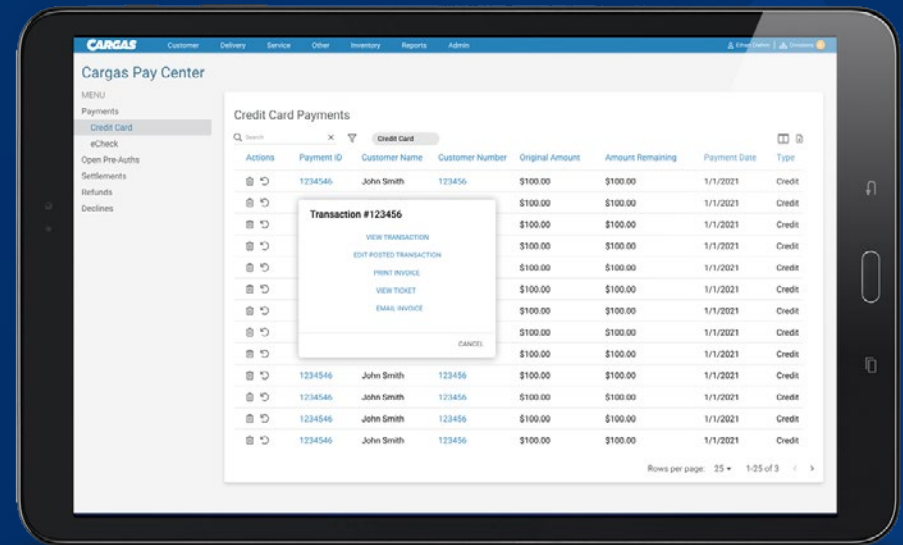 CARGAS Customer Delivery Service Other Inventory Reports Admin
Cargas Pay Center
MENU
Payments
Credit Card
eCheck
Open Pre-Auths
Settlements
Refunds
Declines
Credit Card Payments
Search Credit Card
Actions Payment ID Customer Name Customer Number Original Amount Amount Remaining Payment Date Type
1234546 John Smith 123456 $100.00 $100.00 1/1/2021 Credit
$100.00 $100.00 1/1/2021 Credit
$100.00 $100.00 1/1/2021 Credit
$100.00 $100.00 1/1/2021 Credit
$100.00 $100.00 1/1/2021 Credit
$100.00 $100.00 1/1/2021 Credit
$100.00 $100.00 1/1/2021 Credit
$100.00 $100.00 1/1/2021 Credit
$100.00 $100.00 1/1/2021 Credit
Transaction #123456
VIEW TRANSACTION
EDIT POSTED TRANSACTION
PRINT INVOICE
VIEW TICKET
EMAIL INVOICE
CANCEL
1234546 John Smith 123456 $100.00 $100.00 1/1/2021 Credit
1234546 John Smith 123456 $100.00 $100.00 1/1/2021 Credit
1234546 John Smith 123456 $100.00 $100.00 1/1/2021 Credit
1234546 John Smith 123456 $100.00 $100.00 1/1/2021 Credit
Rows per page: 25 1-25 of 3